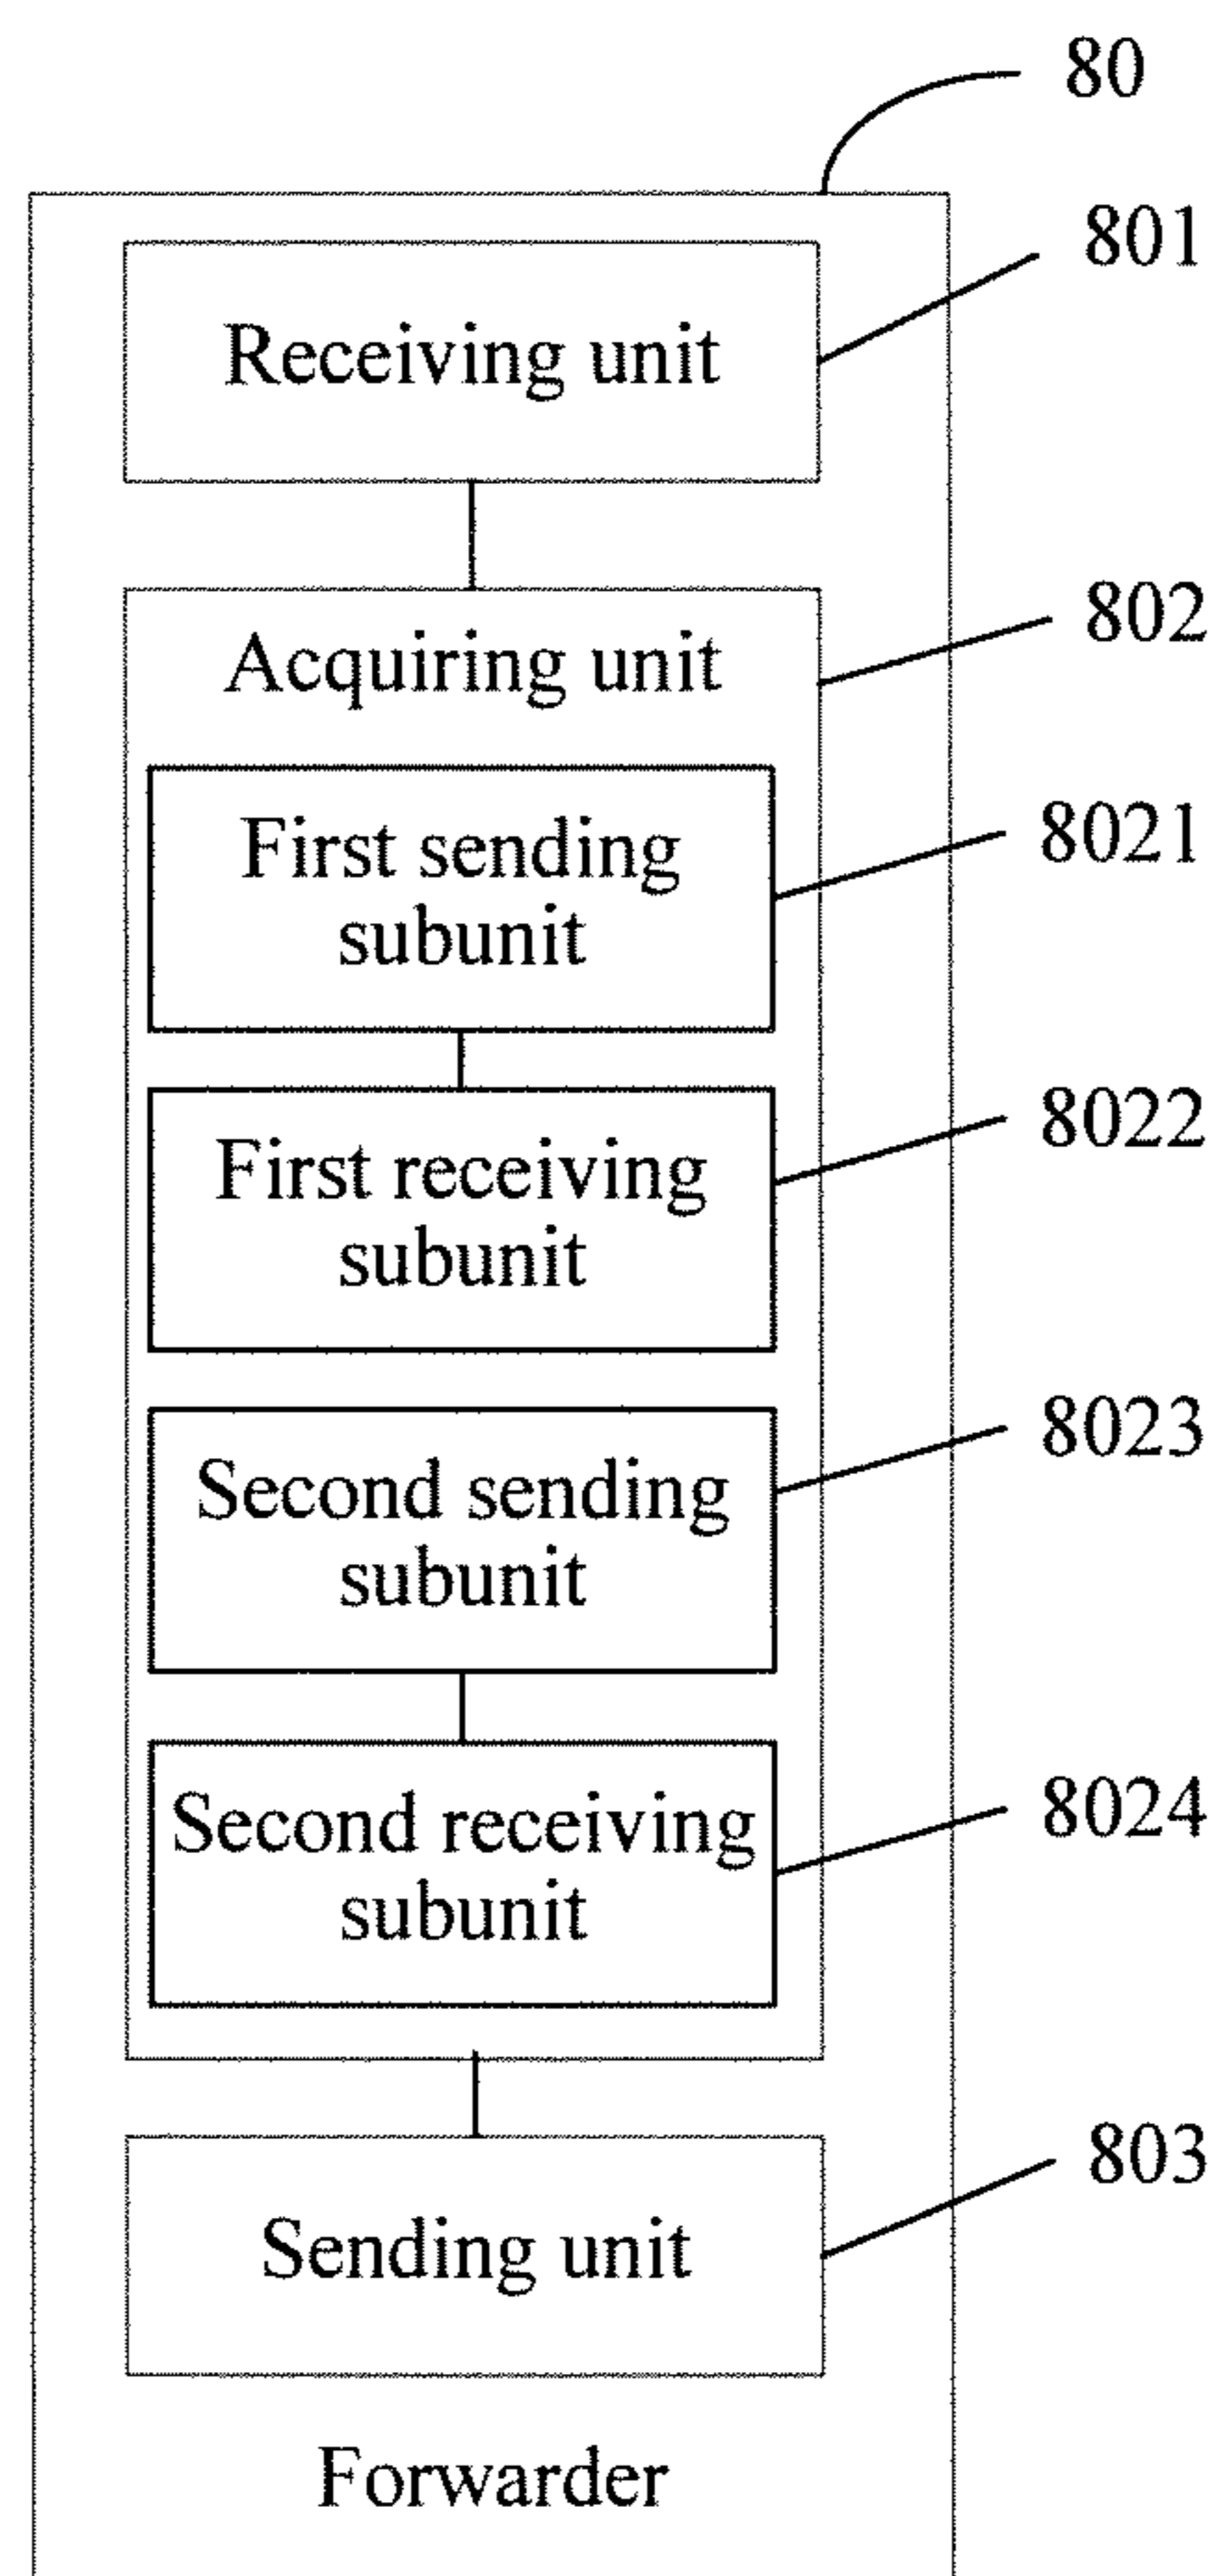 80
801
Receiving unit
802
Acquiring unit
8021
First sending
subunit
8022
First receiving
subunit
8023
Second sending
subunit
8024
Second receiving
subunit
803
Sending unit
Forwarder